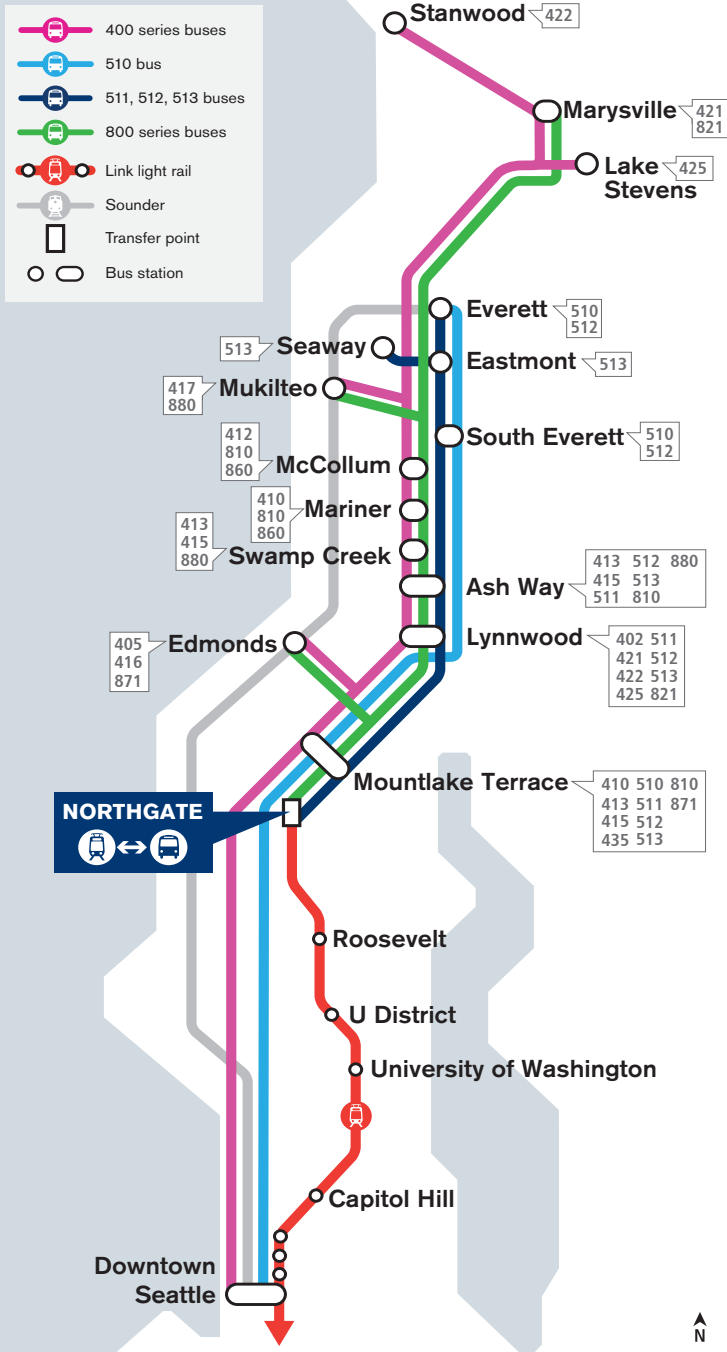 400 series buses
510 bus
511, 512, 513 buses
800 series buses
Link light rail
Sounder
Transfer point
Bus station
Stanwood
422
Marysville
421
821
Lake
Stevens
425
Everett
510
512
513
Seaway
Eastmont
513
417
880
Mukilteo
South Everett
510
512
412
810
860
McCollum
410
810
860
Mariner
413
415
880
Swamp Creek
Ash Way
413 512 880
415 513
511 810
405
416
871
Edmonds
Lynnwood
402 511
421 512
422 513
425 821
Mountlake Terrace
410 510 810
413 511 871
415 512
435 513
NORTHGATE
Roosevelt
U District
University of Washington
Capitol Hill
Downtown
Seattle
N